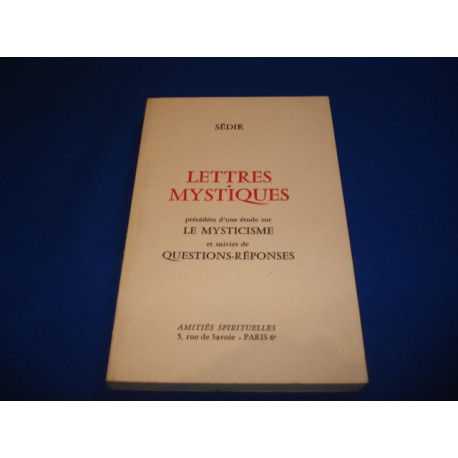 SÉDIR
LETTRES
MYSTIQUES
précédées d'une étude sur
LE MYSTICISME
et suivies de
QUESTIONS-RÉPONSES
AMITIÉS SPIRITUELLES
5, rue de Savoie - PARIS 6e